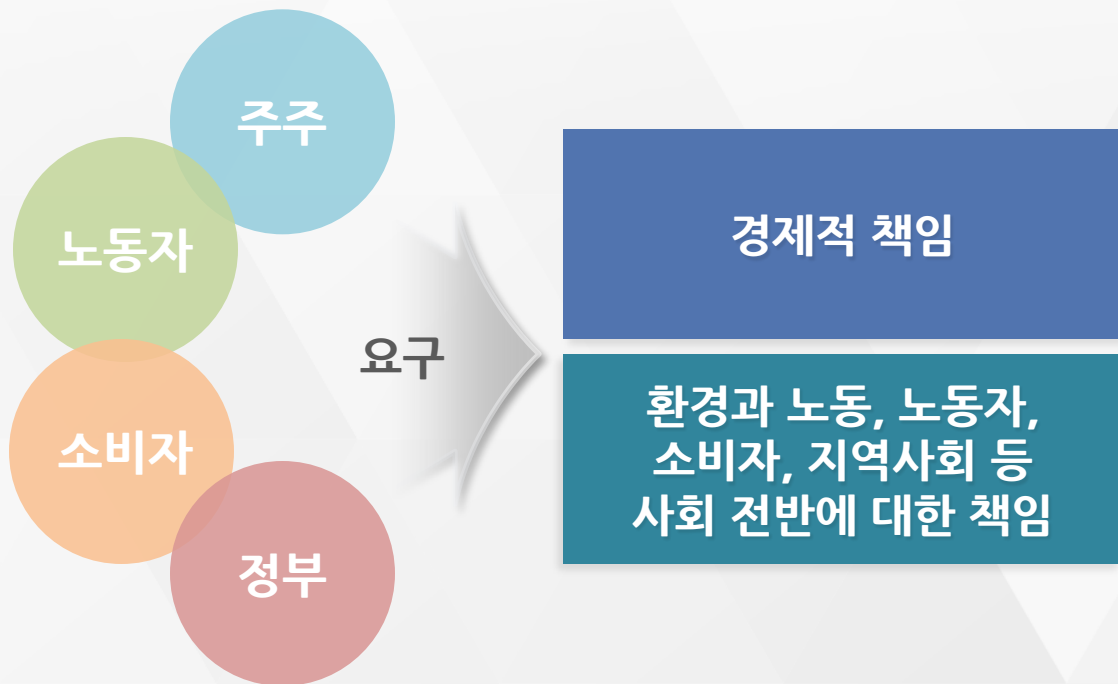 주주
노동자
소비자
정부
요구
경제적 책임
환경과 노동, 노동자,
소비자, 지역사회 등
사회 전반에 대한 책임